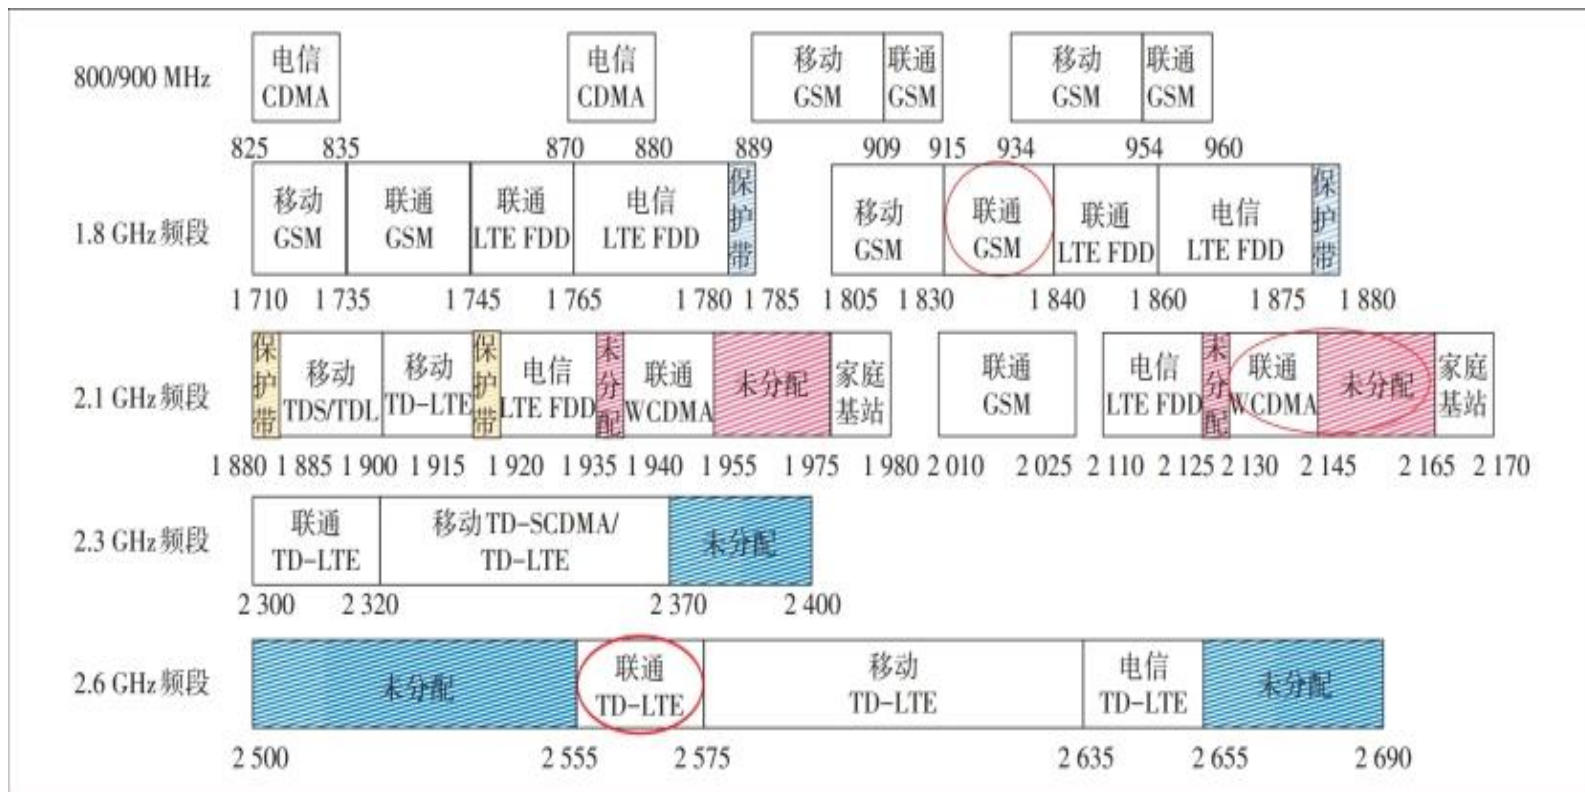 电信 电信 移动 联通 移动 联通
800/900 MHz CDMA CDMA GSM GSM GSM GSM
825 835 870 880 889 909 915 934 954 960
移动 联通 联通 电信 保护带 移动 联通 联通 电信 保护带
1.8 GHz 频段 GSM GSM LTE FDD LTE FDD GSM GSM LTE FDD LTE FDD
1 710 1 735 1 745 1 765 1 780 1 785 1 805 1 830 1 840 1 860 1 875 1 880
保护带 移动 移动 保护带 电信 未分配 联通 未分配 家庭 联通 电信 未分配 联通 未分配 家庭
2.1 GHz 频段 TDS/TDL TD-LTE LTE FDD WCDMA 基站 GSM LTE FDD WCDMA 基站
1 880 1 885 1 900 1 915 1 920 1 935 1 940 1 955 1 975 1 980 2 010 2 025 2 110 2 125 2 130 2 145 2 165 2 170
联通 移动 TD-SCDMA/ 未分配
2.3 GHz 频段 TD-LTE TD-LTE
2 300 2 320 2 370 2 400
未分配 联通 移动 电信 未分配
2.6 GHz 频段 TD-LTE TD-LTE TD-LTE
2 500 2 555 2 575 2 635 2 655 2 690